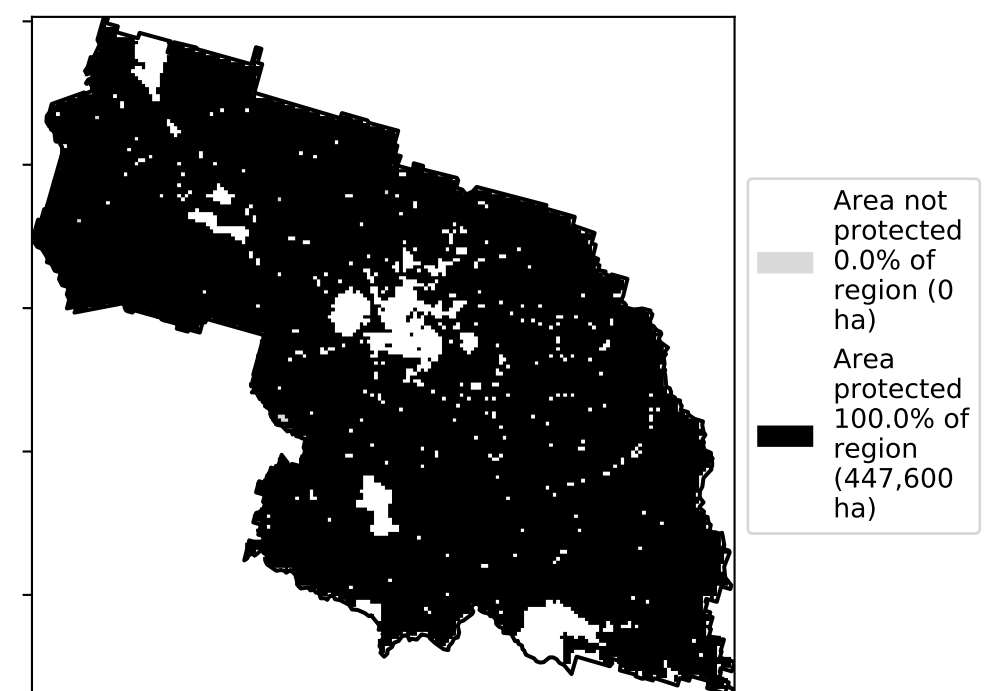 Area not
protected
0.0% of
region (0
ha)
Area
protected
100.0% of
region
(447,600
ha)